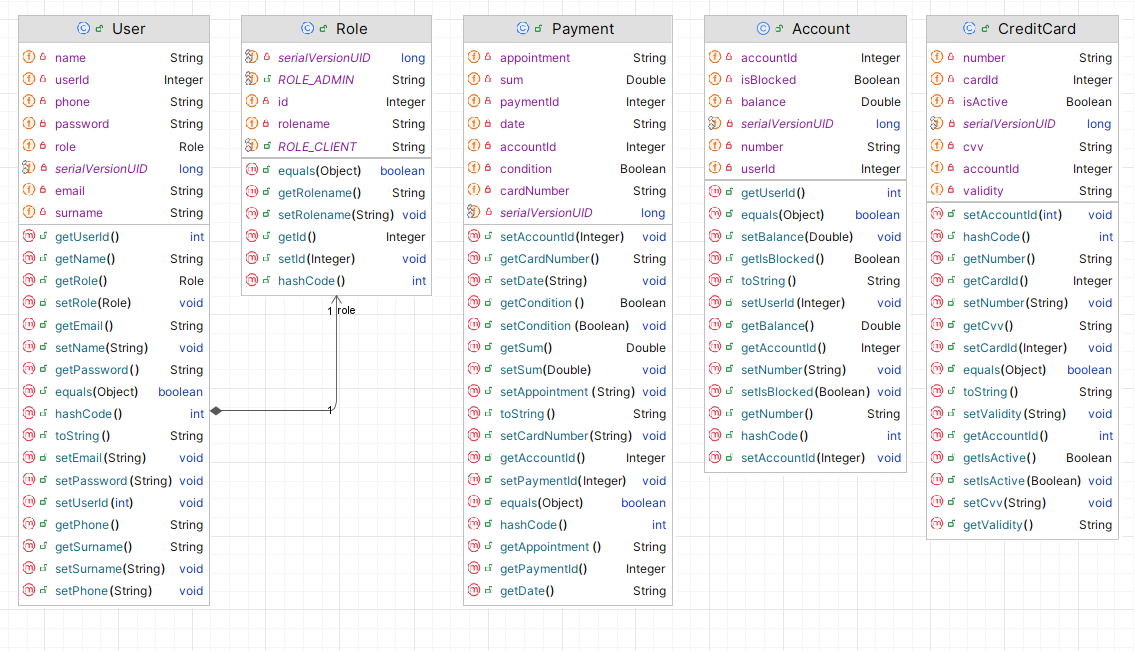 User
name String
userId Integer
phone String
password String
role Role
serialVersionUID long
email String
surname String
getUserId() int
getName() String
getRole() Role
setRole(Role) void
getEmail() String
setName(String) void
getPassword() String
equals(Object) boolean
hashCode() int
toString() String
setEmail(String) void
setPassword(String) void
setUserId(int) void
getPhone() String
getSurname() String
setSurname(String) void
setPhone(String) void
Role
serialVersionUID long
ROLE_ADMIN String
id Integer
rolename String
ROLE_CLIENT String
equals(Object) boolean
getRolename() String
setRolename(String) void
getId() Integer
setId(Integer) void
hashCode() int
1 role
1
Payment
appointment String
sum Double
paymentId Integer
date String
accountId Integer
condition Boolean
cardNumber String
serialVersionUID long
setAccountId(Integer) void
getCardNumber() String
setDate(String) void
getCondition() Boolean
setCondition(Boolean) void
getSum() Double
setSum(Double) void
setAppointment(String) void
toString() String
setCardNumber(String) void
getAccountId() Integer
setPaymentId(Integer) void
equals(Object) boolean
hashCode() int
getAppointment() String
getPaymentId() Integer
getDate() String
Account
accountId Integer
isBlocked Boolean
balance Double
serialVersionUID long
number String
userId Integer
getUserId() int
equals(Object) boolean
setBalance(Double) void
getIsBlocked() Boolean
toString() String
setUserId(Integer) void
getBalance() Double
getAccountId() Integer
setNumber(String) void
setIsBlocked(Boolean) void
getNumber() String
hashCode() int
setAccountId(Integer) void
CreditCard
number String
cardId Integer
isActive Boolean
serialVersionUID long
cvv String
accountId Integer
validity String
setAccountId(int) void
hashCode() int
getNumber() String
getCardId() Integer
setNumber(String) void
getCvv() String
setCardId(Integer) void
equals(Object) boolean
toString() String
setValidity(String) void
getAccountId() int
getIsActive() Boolean
setIsActive(Boolean) void
setCvv(String) void
getValidity() String